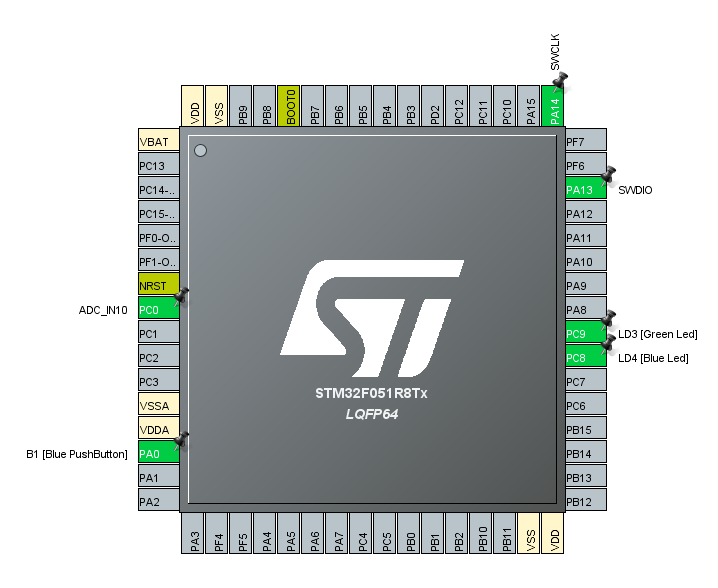 SWCLK
VDD
VSS
PB9
PB8
BOOT0
PB7
PB6
PB5
PB4
PB3
PD2
PC12
PC11
PC10
PA15
PA14
VBAT
PC13
PC14-..
PC15-..
PF0-O..
PF1-O..
NRST
ADC_IN10 PC0
PC1
PC2
PC3
VSSA
VDDA
B1 [Blue PushButton] PA0
PA1
PA2
ST
STM32F051R8Tx
LQFP64
PF7
PF6
PA13 SWDIO
PA12
PA11
PA10
PA9
PA8
PC9 LD3 [Green Led]
PC8 LD4 [Blue Led]
PC7
PC6
PB15
PB14
PB13
PB12
PA3
PF4
PF5
PA4
PA5
PA6
PA7
PC4
PC5
PB0
PB1
PB2
PB10
PB11
VSS
VDD